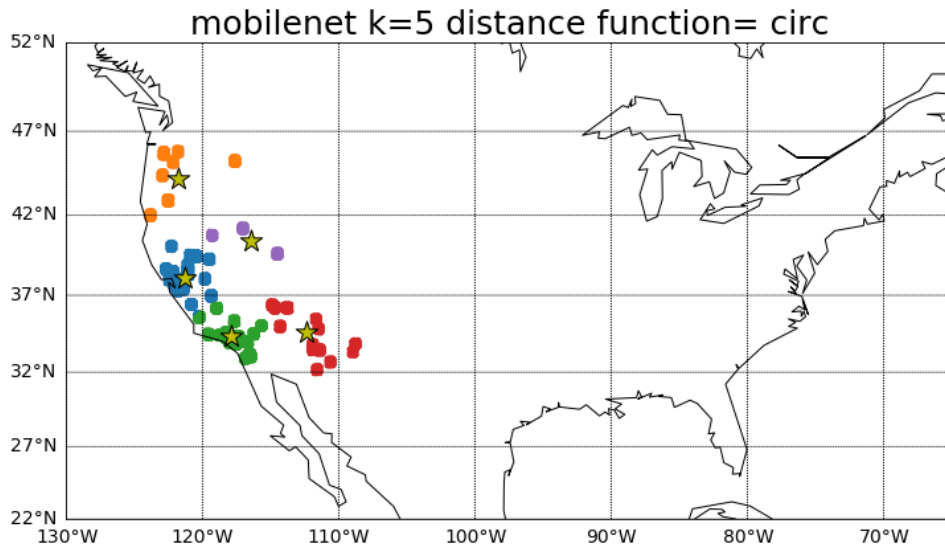 mobilenet k=5 distance function= circ
52°N
47°N
42°N
37°N
32°N
27°N
22°N
130°W 120°W 110°W 100°W 90°W 80°W 70°W